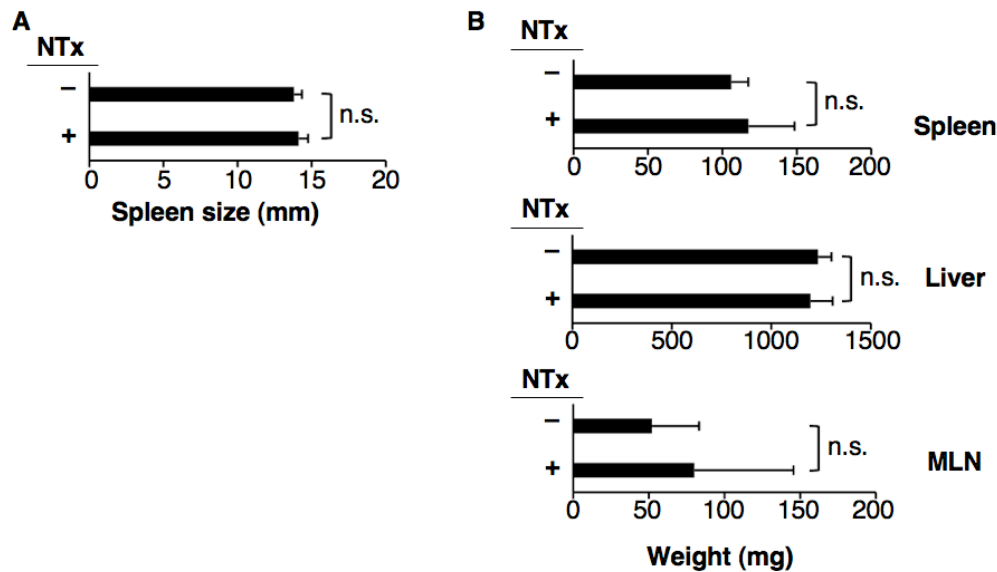 A
NTx
–
+
n.s.
0 5 10 15 20
Spleen size (mm)
B
NTx
–
+
n.s.
Spleen
0 50 100 150 200
NTx
–
+
n.s.
Liver
0 500 1000 1500
NTx
–
+
n.s.
MLN
0 50 100 150 200
Weight (mg)